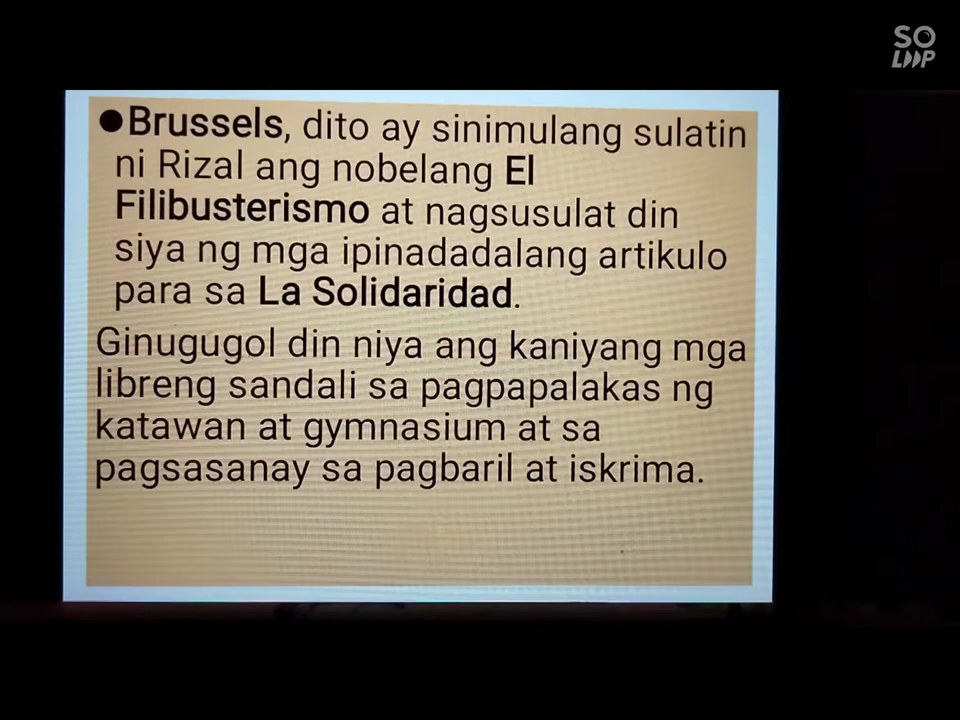 SO
LOOP
●Brussels, dito ay sinimulang sulatin
ni Rizal ang nobelang El
Filibusterismo at nagsusulat din
siya ng mga ipinadadalang artikulo
para sa La Solidaridad.
Ginugugol din niya ang kaniyang mga
libreng sandali sa pagpapalakas ng
katawan at gymnasium at sa
pagsasanay sa pagbaril at iskrima.